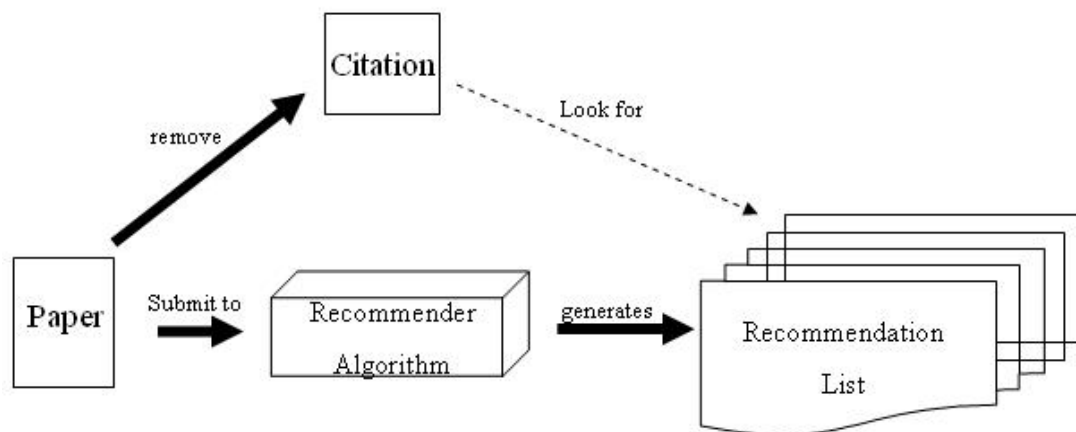 Citation
Look for
remove
Paper
Submit to
Recommender
Algorithm
generates
Recommendation
List